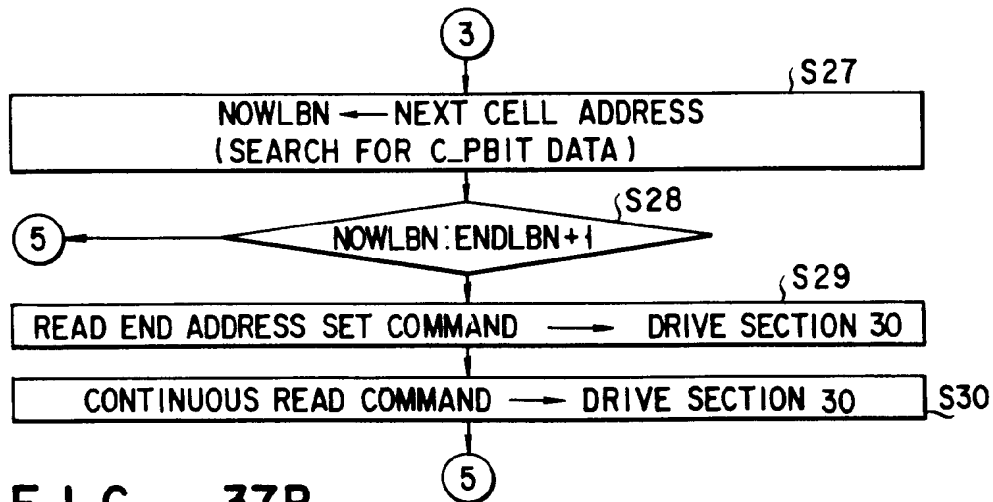 3
S27
NOWLBN ← NEXT CELL ADDRESS
(SEARCH FOR C_PBIT DATA)
S28
5
NOWLBN:ENDLBN+1
S29
READ END ADDRESS SET COMMAND → DRIVE SECTION 30
CONTINUOUS READ COMMAND → DRIVE SECTION 30
S30
5
FIG. 37B